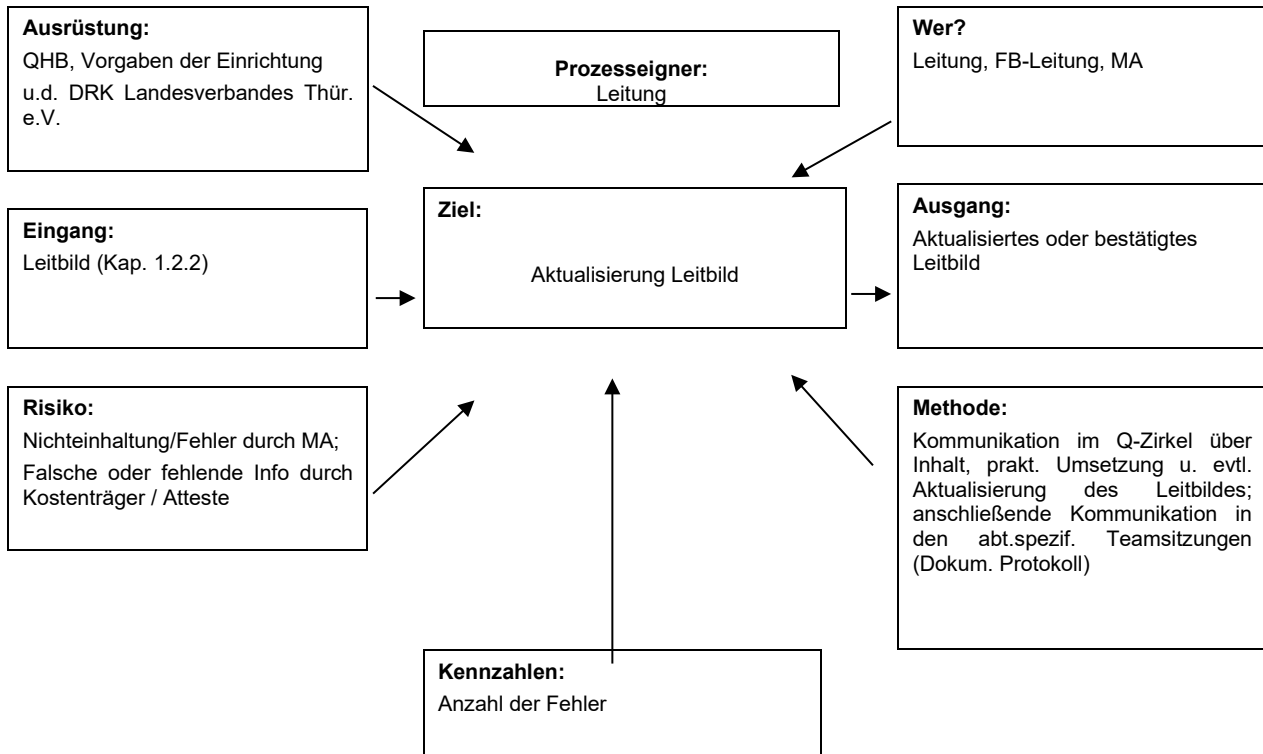 Ausrüstung:
QHB, Vorgaben der Einrichtung
u.d. DRK Landesverbandes Thür.
e.V.
Prozesseigner:
Leitung
Wer?
Leitung, FB-Leitung, MA
Eingang:
Leitbild (Kap. 1.2.2)
Ziel:
Aktualisierung Leitbild
Ausgang:
Aktualisiertes oder bestätigtes
Leitbild
Risiko:
Nichteinhaltung/Fehler durch MA;
Falsche oder fehlende Info durch
Kostenträger / Atteste
Methode:
Kommunikation im Q-Zirkel über
Inhalt, prakt. Umsetzung u. evtl.
Aktualisierung des Leitbildes;
anschließende Kommunikation in
den abt.spezif. Teamsitzungen
(Dokum. Protokoll)
Kennzahlen:
Anzahl der Fehler